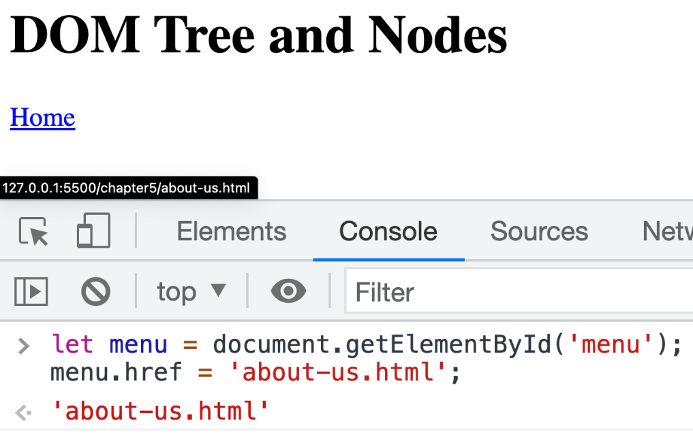 DOM Tree and Nodes
Home
127.0.0.1:5500/chapter5/about-us.html
Elements Console Sources Netw
top Filter
let menu = document.getElementById('menu');
menu.href = 'about-us.html';
'about-us.html'